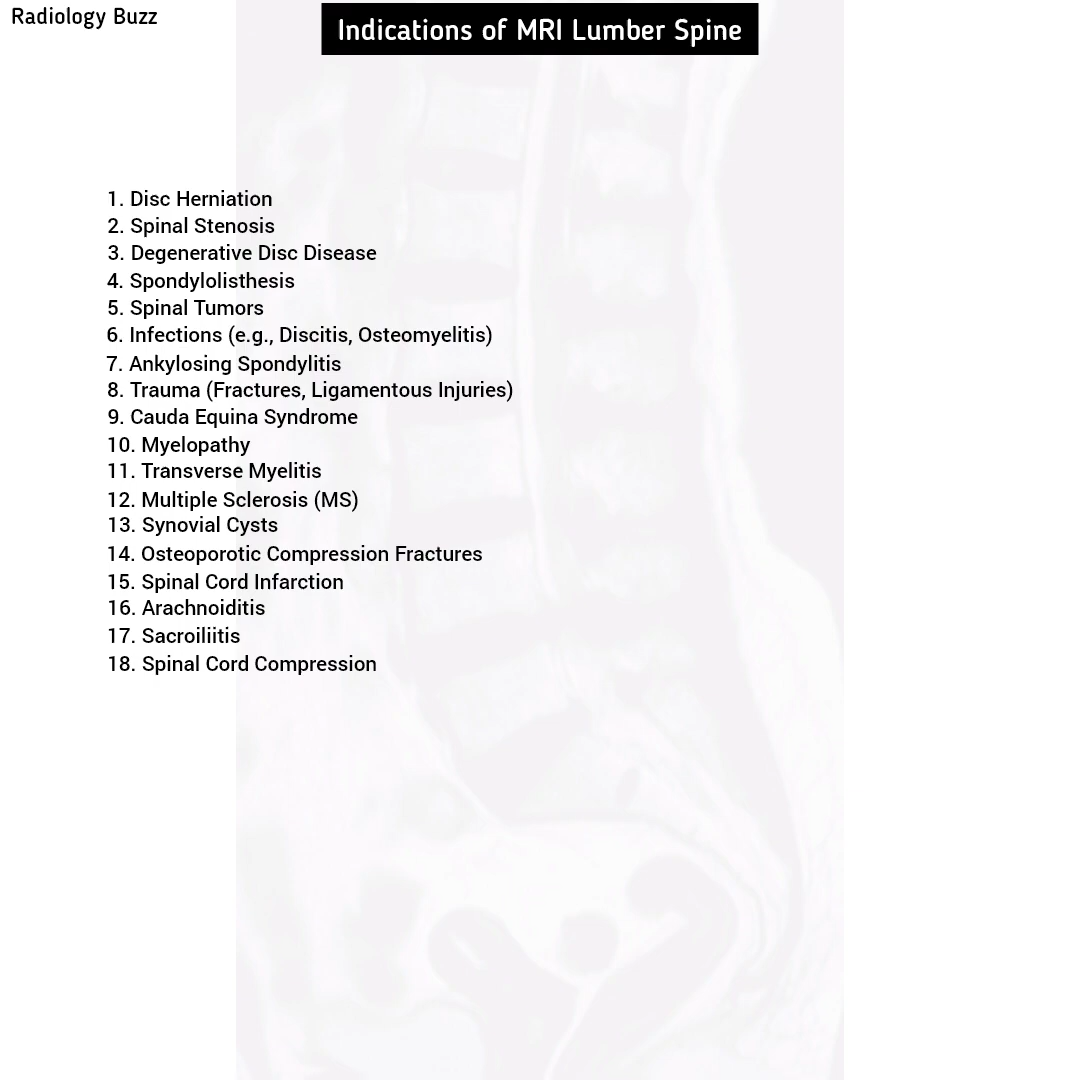 Radiology Buzz
Indications of MRI Lumber Spine
1. Disc Herniation
2. Spinal Stenosis
3. Degenerative Disc Disease
4. Spondylolisthesis
5. Spinal Tumors
6. Infections (e.g., Discitis, Osteomyelitis)
7. Ankylosing Spondylitis
8. Trauma (Fractures, Ligamentous Injuries)
9. Cauda Equina Syndrome
10. Myelopathy
11. Transverse Myelitis
12. Multiple Sclerosis (MS)
13. Synovial Cysts
14. Osteoporotic Compression Fractures
15. Spinal Cord Infarction
16. Arachnoiditis
17. Sacroiliitis
18. Spinal Cord Compression